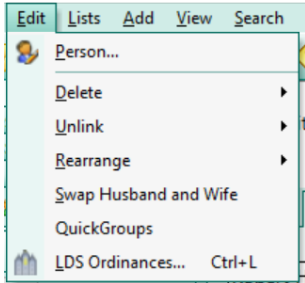 Edit Lists Add View Search
Person...
Delete
Unlink
Rearrange
Swap Husband and Wife
QuickGroups
LDS Ordinances... Ctrl+L